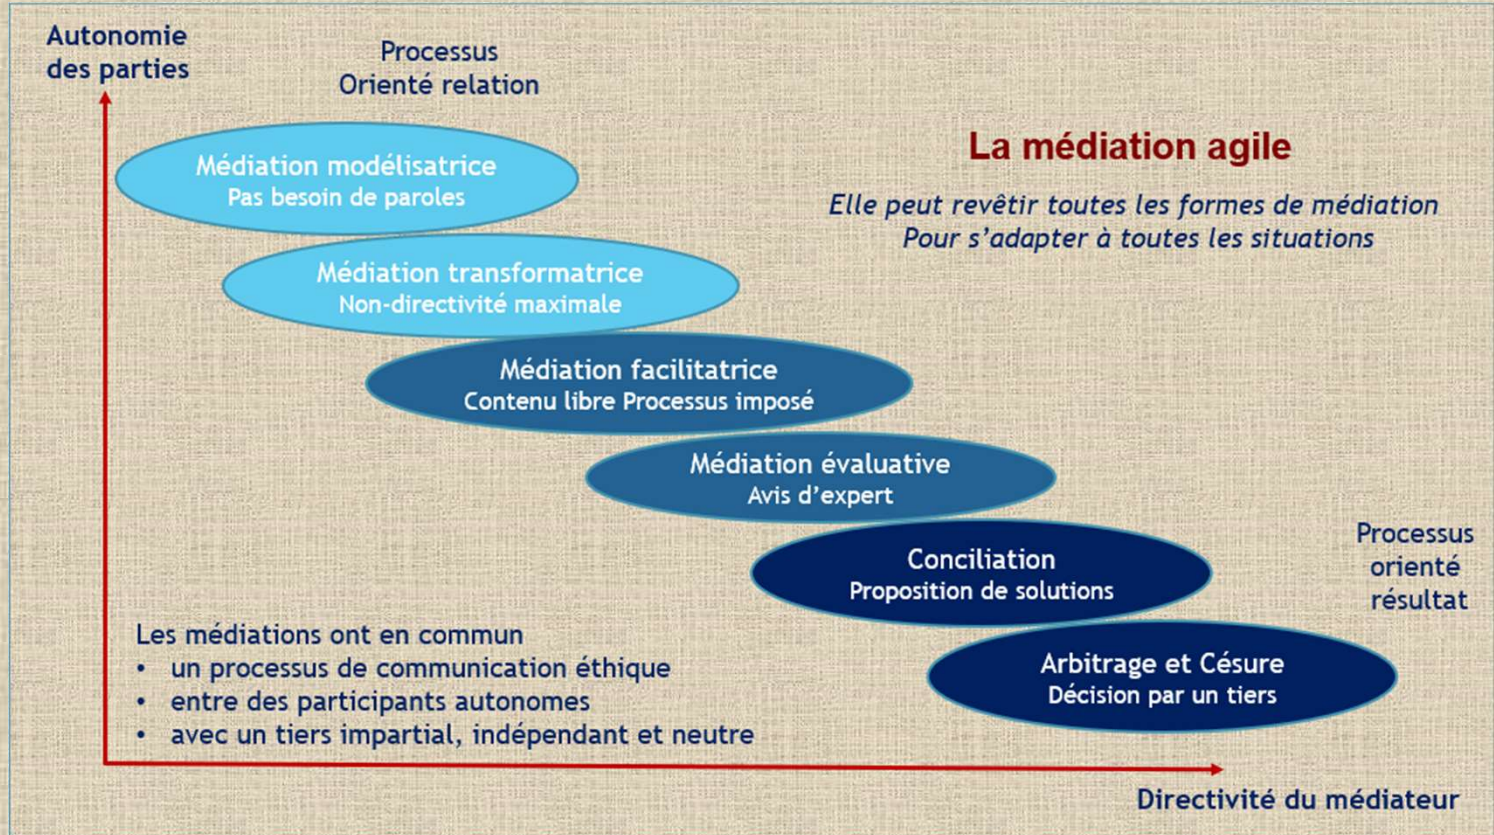 Autonomie
des parties
Processus
Orienté relation
La médiation agile
Elle peut revêtir toutes les formes de médiation
Pour s’adapter à toutes les situations
Médiation modélisatrice
Pas besoin de paroles
Médiation transformatrice
Non-directivité maximale
Médiation facilitatrice
Contenu libre Processus imposé
Médiation évaluative
Avis d’expert
Conciliation
Proposition de solutions
Processus
orienté
résultat
Arbitrage et Césure
Décision par un tiers
Les médiations ont en commun
• un processus de communication éthique
• entre des participants autonomes
• avec un tiers impartial, indépendant et neutre
Directivité du médiateur